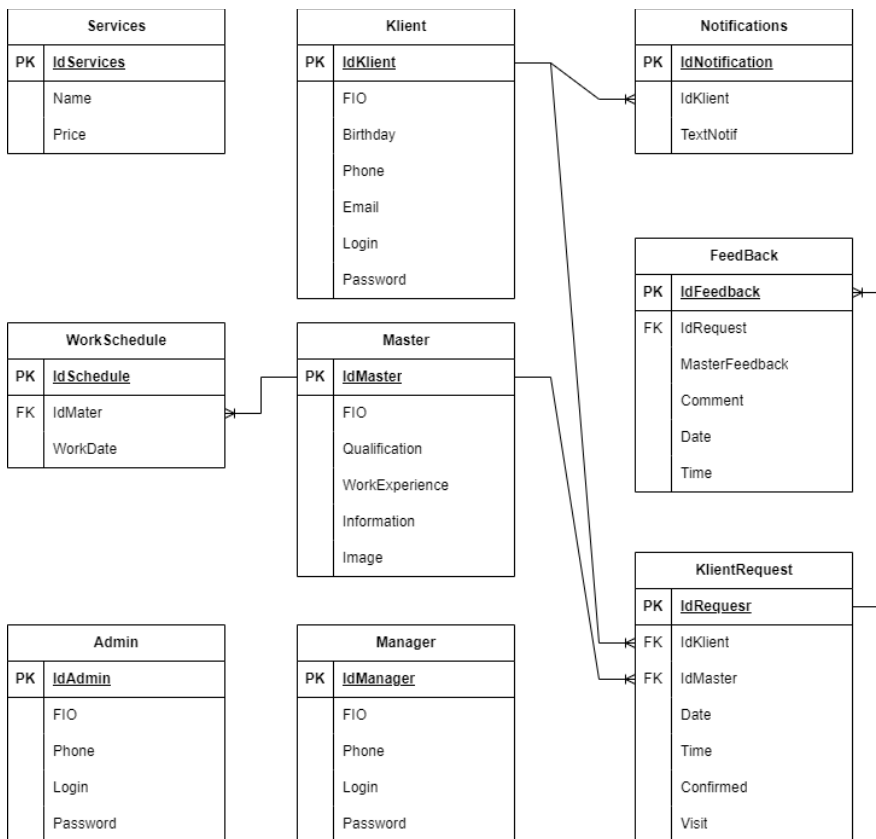 Services
PK IdServices
Name
Price
Klient
PK IdKlient
FIO
Birthday
Phone
Email
Login
Password
Notifications
PK IdNotification
IdKlient
TextNotif
FeedBack
PK IdFeedback
FK IdRequest
MasterFeedback
Comment
Date
Time
WorkSchedule
PK IdSchedule
FK IdMater
WorkDate
Master
PK IdMaster
FIO
Qualification
WorkExperience
Information
Image
KlientRequest
PK IdRequesr
FK IdKlient
FK IdMaster
Date
Time
Confirmed
Visit
Admin
PK IdAdmin
FIO
Phone
Login
Password
Manager
PK IdManager
FIO
Phone
Login
Password